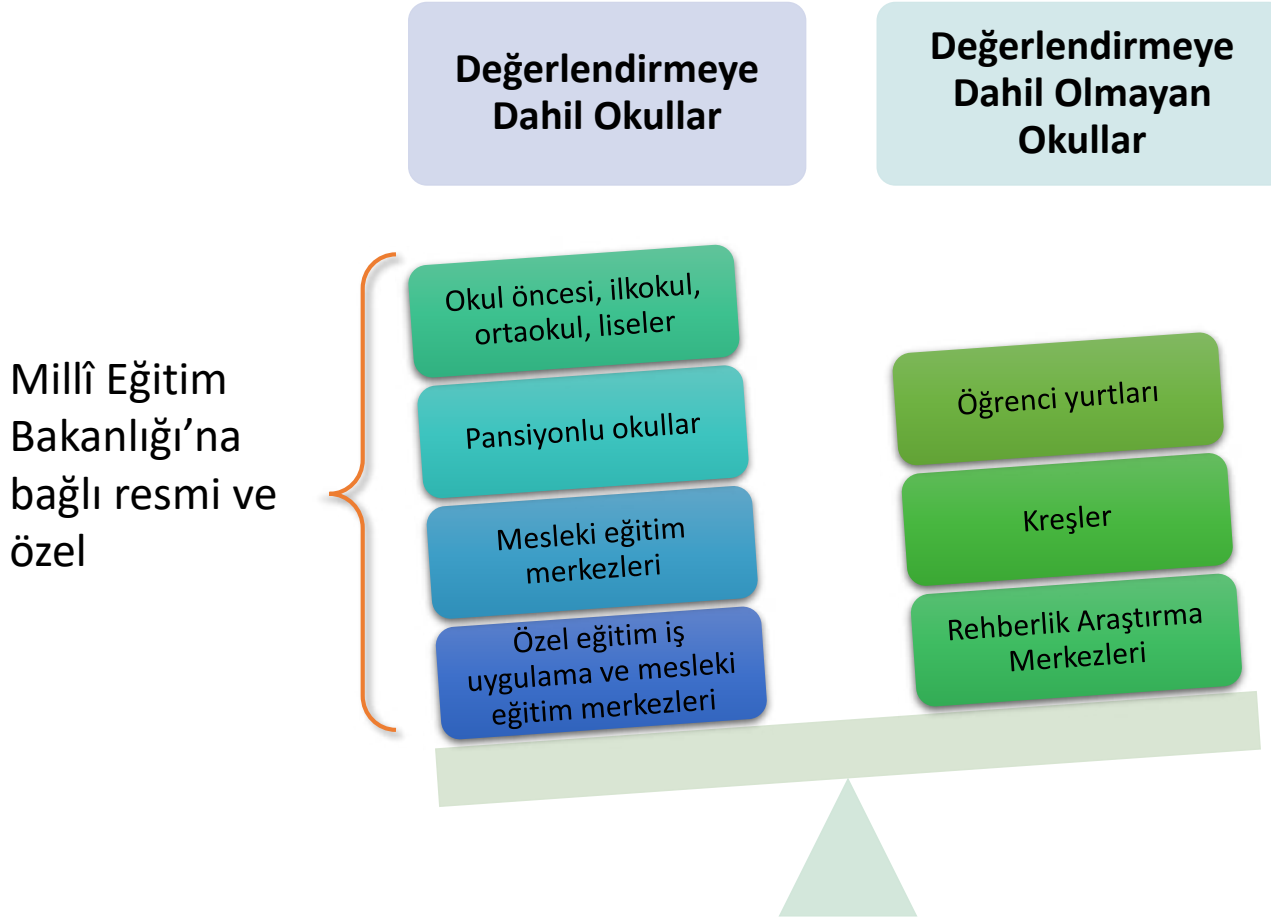 Değerlendirmeye
Dahil Okullar
Değerlendirmeye
Dahil Olmayan
Okullar
Millî Eğitim
Bakanlığı’na
bağlı resmi ve
özel
Okul öncesi, ilkokul,
ortaokul, liseler
Pansiyonlu okullar
Mesleki eğitim
merkezleri
Özel eğitim iş
uygulama ve mesleki
eğitim merkezleri
Öğrenci yurtları
Kreşler
Rehberlik Araştırma
Merkezleri